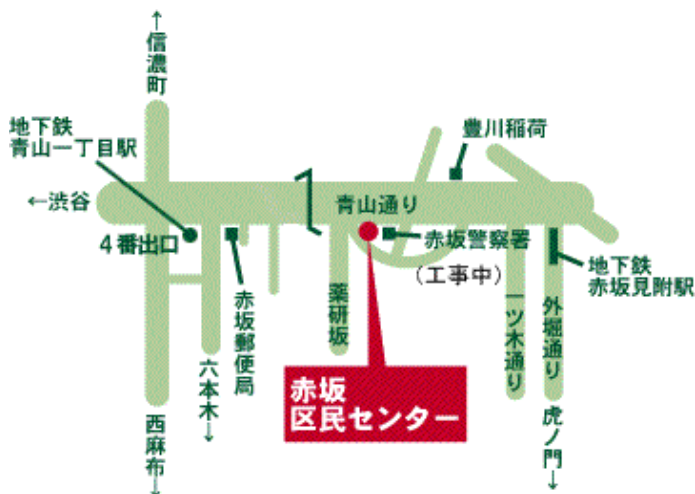 ↑信濃町
地下鉄
青山一丁目駅
豊川稲荷
←渋谷
青山通り
4番出口
赤坂警察署
(工事中)
地下鉄
赤坂見附駅
赤坂郵便局
薬研坂
一ツ木通り
外堀通り
六本木↓
赤坂
区民センター
西麻布↓
虎ノ門↓